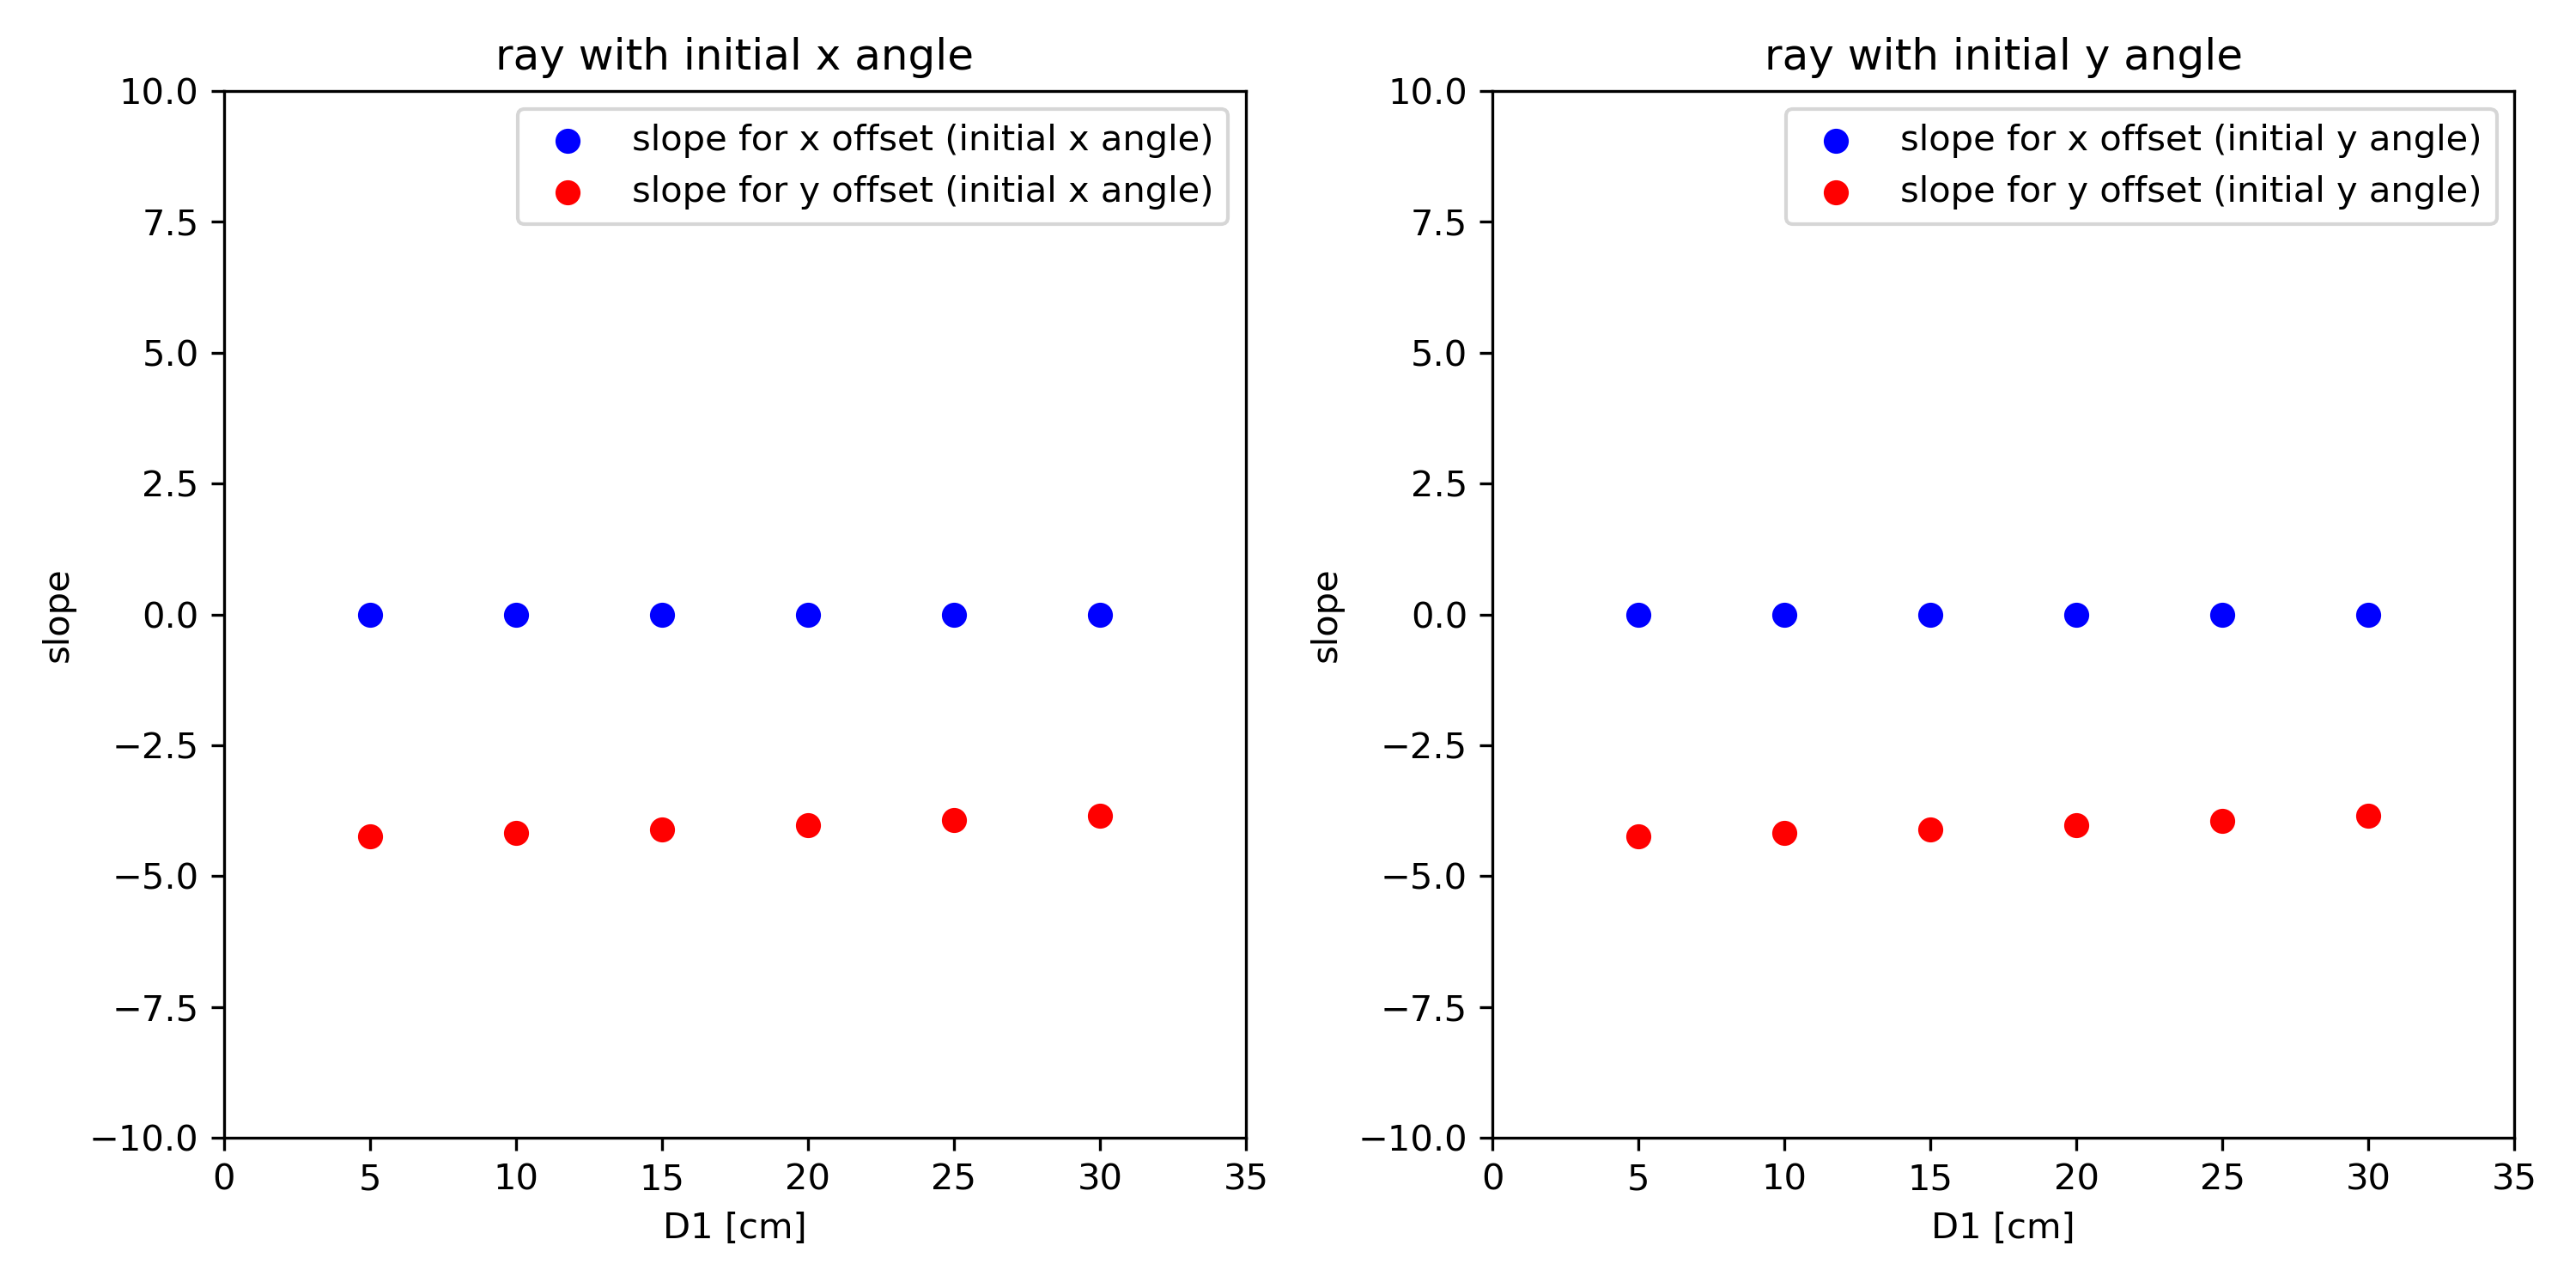 ray with initial x angle
slope for x offset (initial x angle)
slope for y offset (initial x angle)
10.0
7.5
5.0
2.5
0.0
−2.5
−5.0
−7.5
−10.0
slope
0 5 10 15 20 25 30 35
D1 [cm]
ray with initial y angle
slope for x offset (initial y angle)
slope for y offset (initial y angle)
10.0
7.5
5.0
2.5
0.0
−2.5
−5.0
−7.5
−10.0
slope
0 5 10 15 20 25 30 35
D1 [cm]